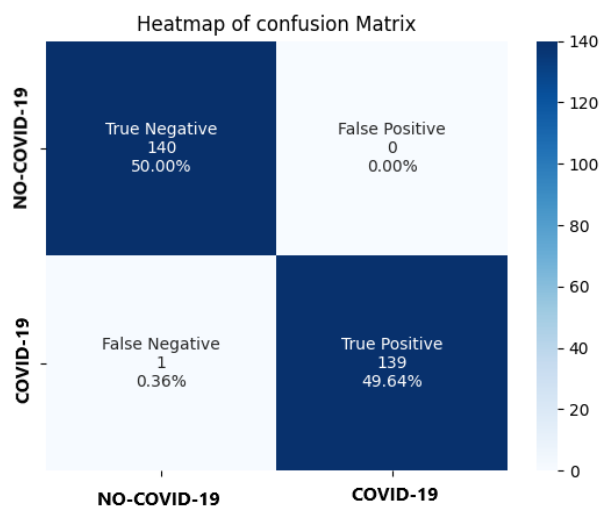 Heatmap of confusion Matrix
NO-COVID-19
True Negative
140
50.00%
False Positive
0
0.00%
COVID-19
False Negative
1
0.36%
True Positive
139
49.64%
NO-COVID-19
COVID-19
140
120
100
80
60
40
20
0